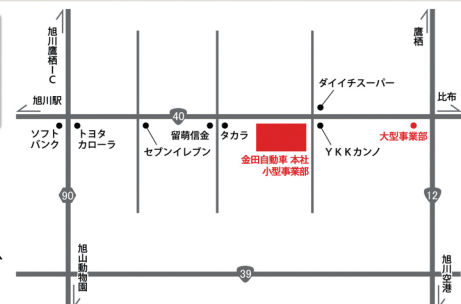 旭川鷹栖IC
鷹栖
ダイイチスーパー
旭川駅
比布
40
ソフト
バンク
トヨタ
カローラ
セブンイレブン
留萌信金
タカラ
金田自動車 本社
小型事業部
YKKカンノ
大型事業部
90
12
旭山動物園
39
旭川空港